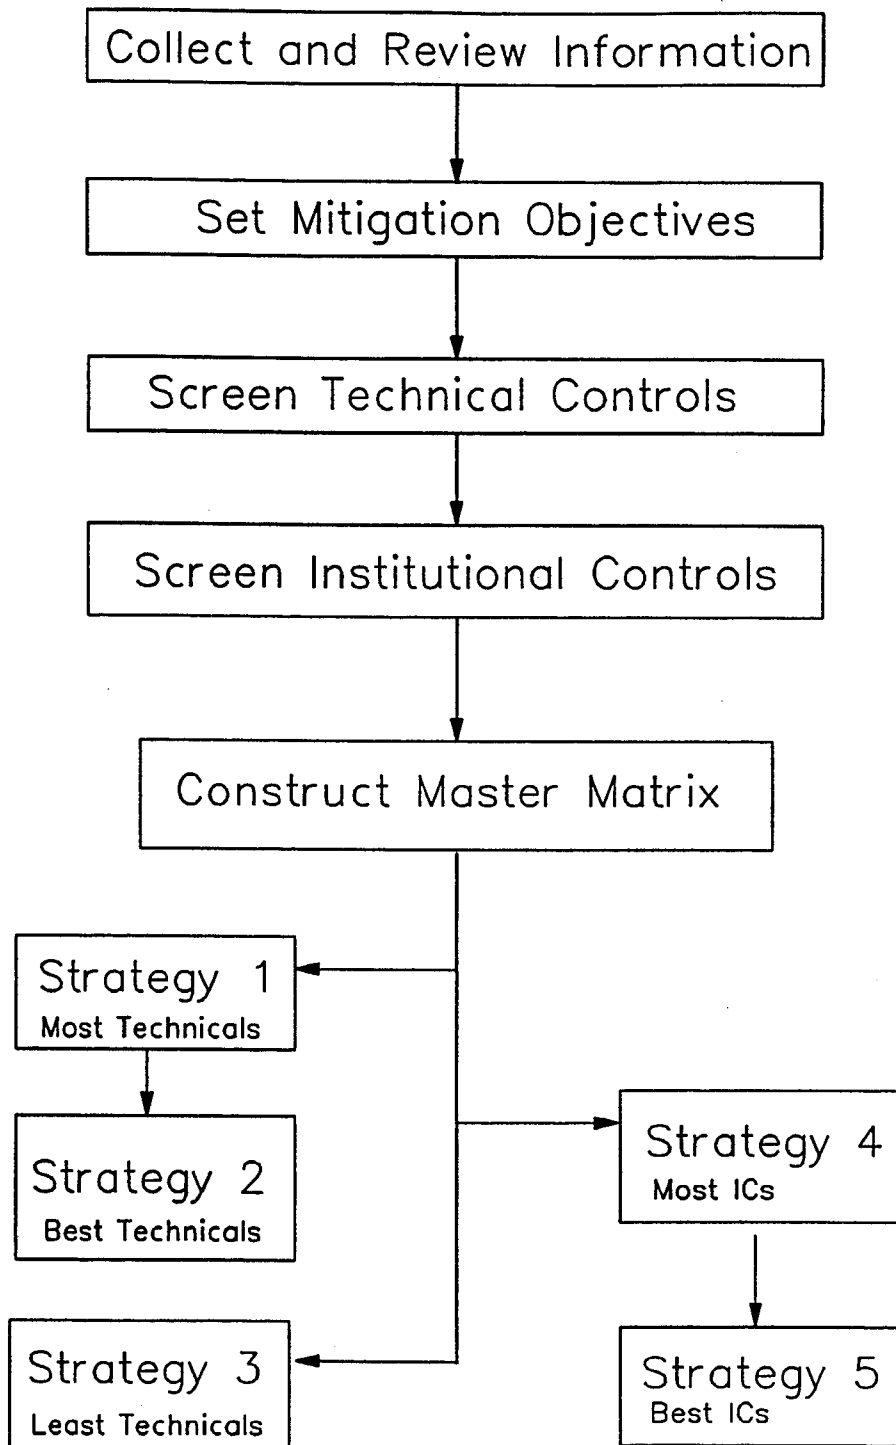 Collect and Review Information
Set Mitigation Objectives
Screen Technical Controls
Screen Institutional Controls
Construct Master Matrix
Strategy 1
Most Technicals
Strategy 2
Best Technicals
Strategy 3
Least Technicals
Strategy 4
Most ICs
Strategy 5
Best ICs